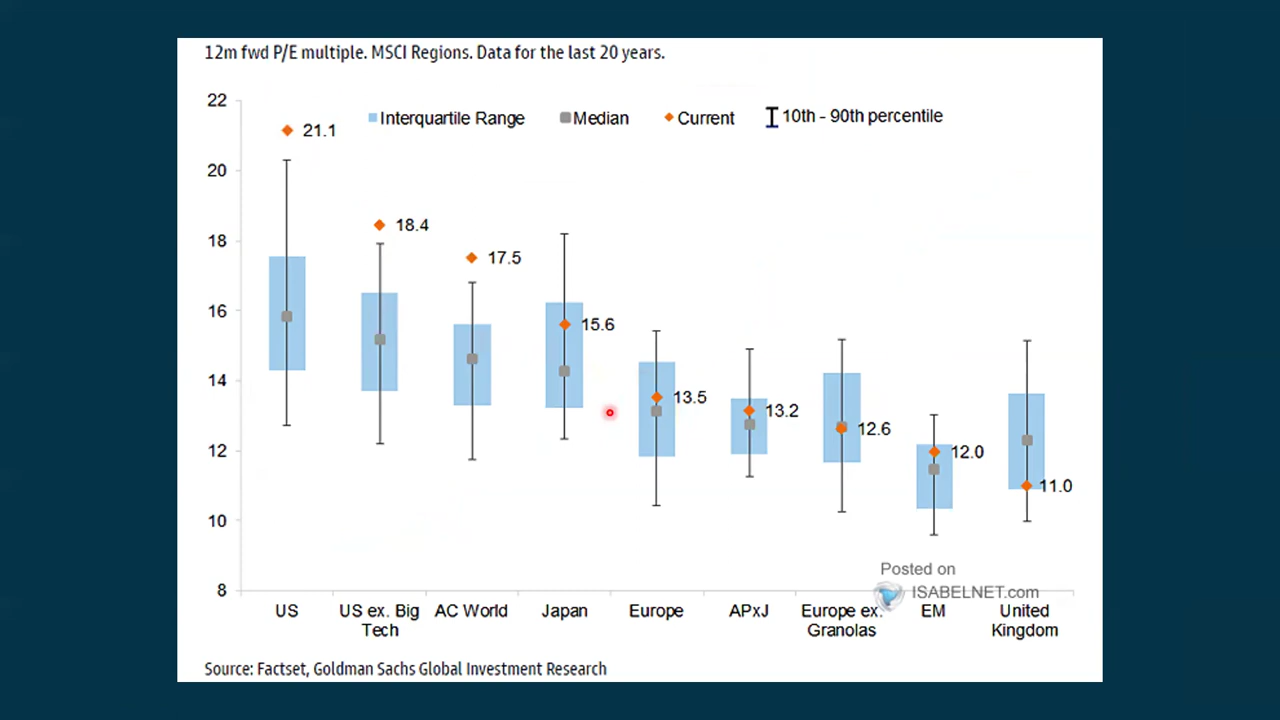 12m fwd P/E multiple. MSCI Regions. Data for the last 20 years.
22
20
18
16
14
12
10
8
Interquartile Range
Median
Current
10th - 90th percentile
21.1
18.4
17.5
15.6
13.5
13.2
12.6
12.0
11.0
Posted on
ISABELNET.com
US
US ex. Big
Tech
AC World
Japan
Europe
APxJ
Europe ex.
Granolas
EM
United
Kingdom
Source: Factset, Goldman Sachs Global Investment Research